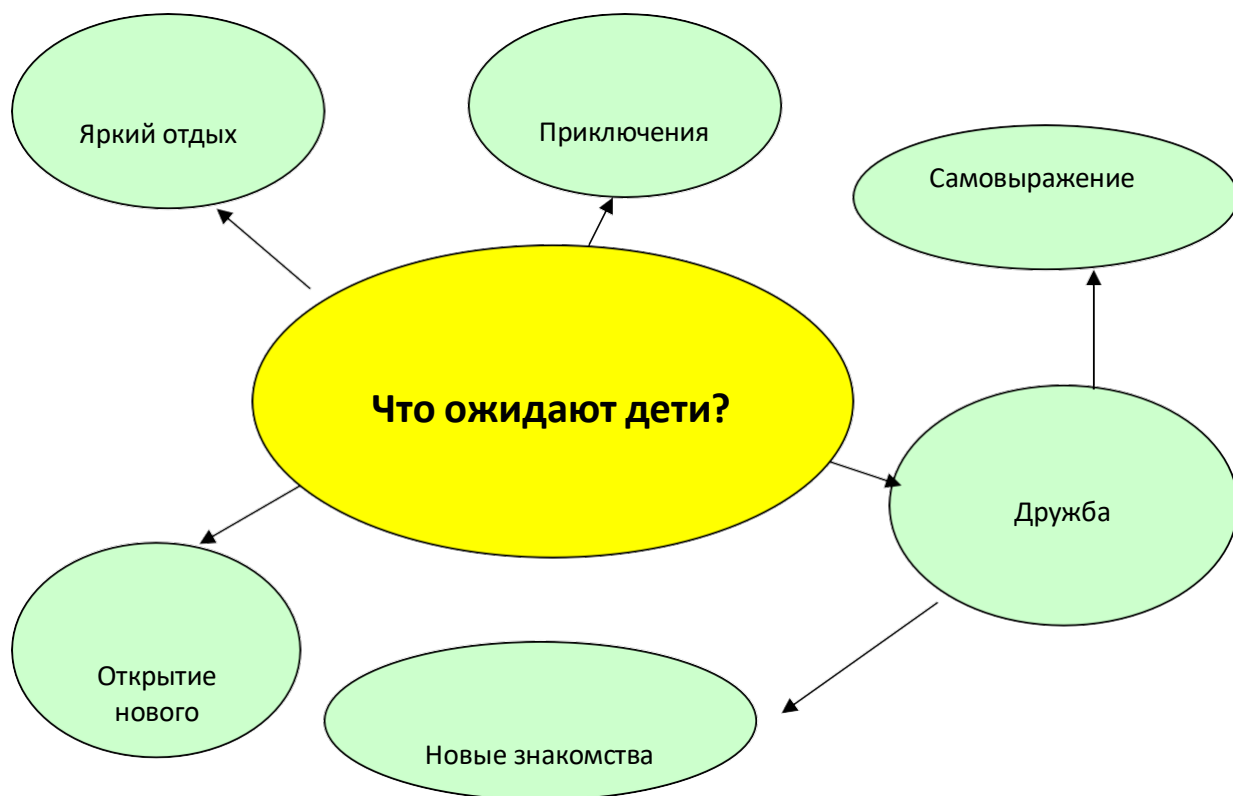 Яркий отдых
Приключения
Самовыражение
Что ожидают дети?
Дружба
Открытие
нового
Новые знакомства